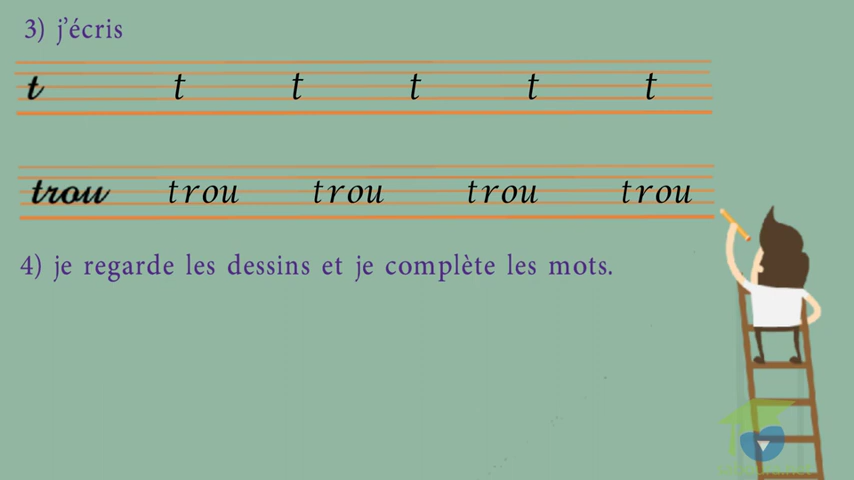 3) j'écris
t t t t t t
trou trou trou trou trou
4) je regarde les dessins et je complète les mots.